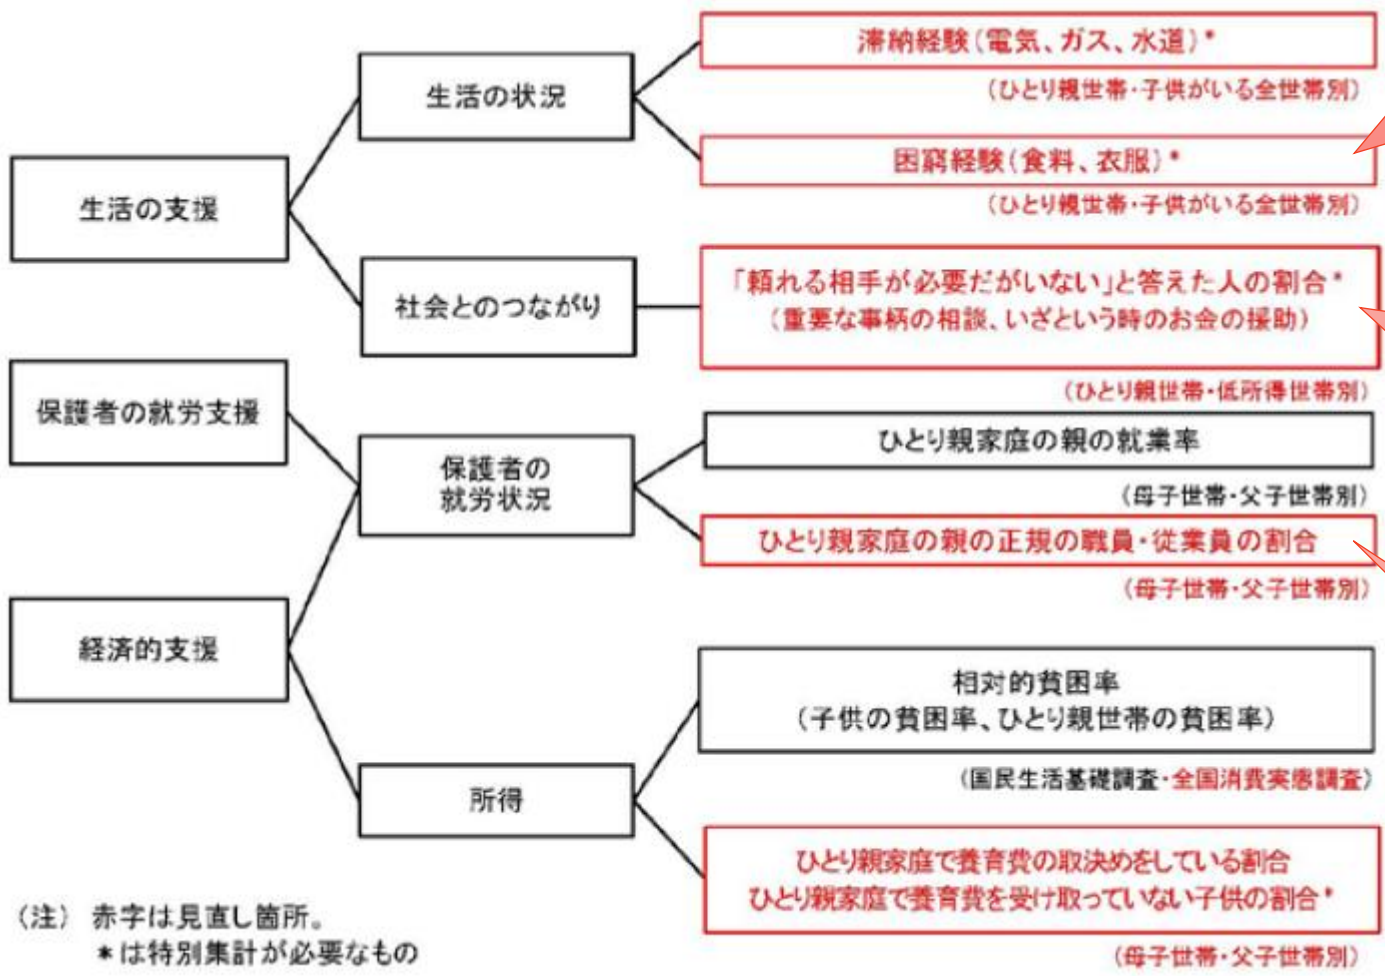 生活の支援
生活の状況
滞納経験(電気、ガス、水道)*
(ひとり親世帯・子供がいる全世帯別)
困窮経験(食料、衣服)*
(ひとり親世帯・子供がいる全世帯別)
社会とのつながり
「頼れる相手が必要だがいない」と答えた人の割合*
(重要な事柄の相談、いざという時のお金の援助)
(ひとり親世帯・低所得世帯別)
保護者の就労支援
保護者の
就労状況
ひとり親家庭の親の就業率
(母子世帯・父子世帯別)
ひとり親家庭の親の正規の職員・従業員の割合
(母子世帯・父子世帯別)
経済的支援
所得
相対的貧困率
(子供の貧困率、ひとり親世帯の貧困率)
(国民生活基礎調査・全国消費実態調査)
ひとり親家庭で養育費の取決めをしている割合
ひとり親家庭で養育費を受け取っていない子供の割合*
(母子世帯・父子世帯別)
(注) 赤字は見直し箇所。
*は特別集計が必要なもの